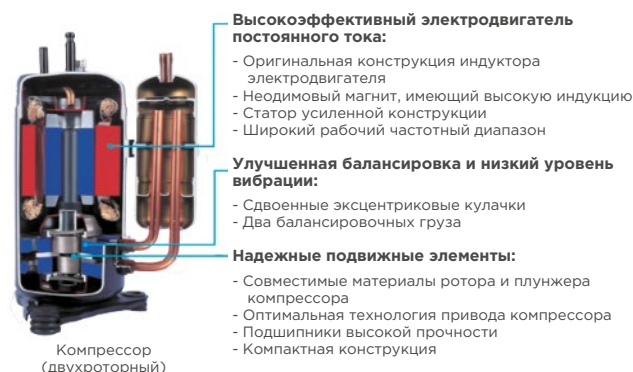 Высокоэффективный электродвигатель
постоянного тока:
- Оригинальная конструкция индуктора
электродвигателя
- Неодимовый магнит, имеющий высокую индукцию
- Статор усиленной конструкции
- Широкий рабочий частотный диапазон
Улучшенная балансировка и низкий уровень
вибрации:
- Сдвоенные эксцентриковые кулачки
- Два балансировочных груза
Надежные подвижные элементы:
- Совместимые материалы ротора и плунжера
компрессора
- Оптимальная технология привода компрессора
- Подшипники высокой прочности
- Компактная конструкция
Компрессор
(двухроторный)